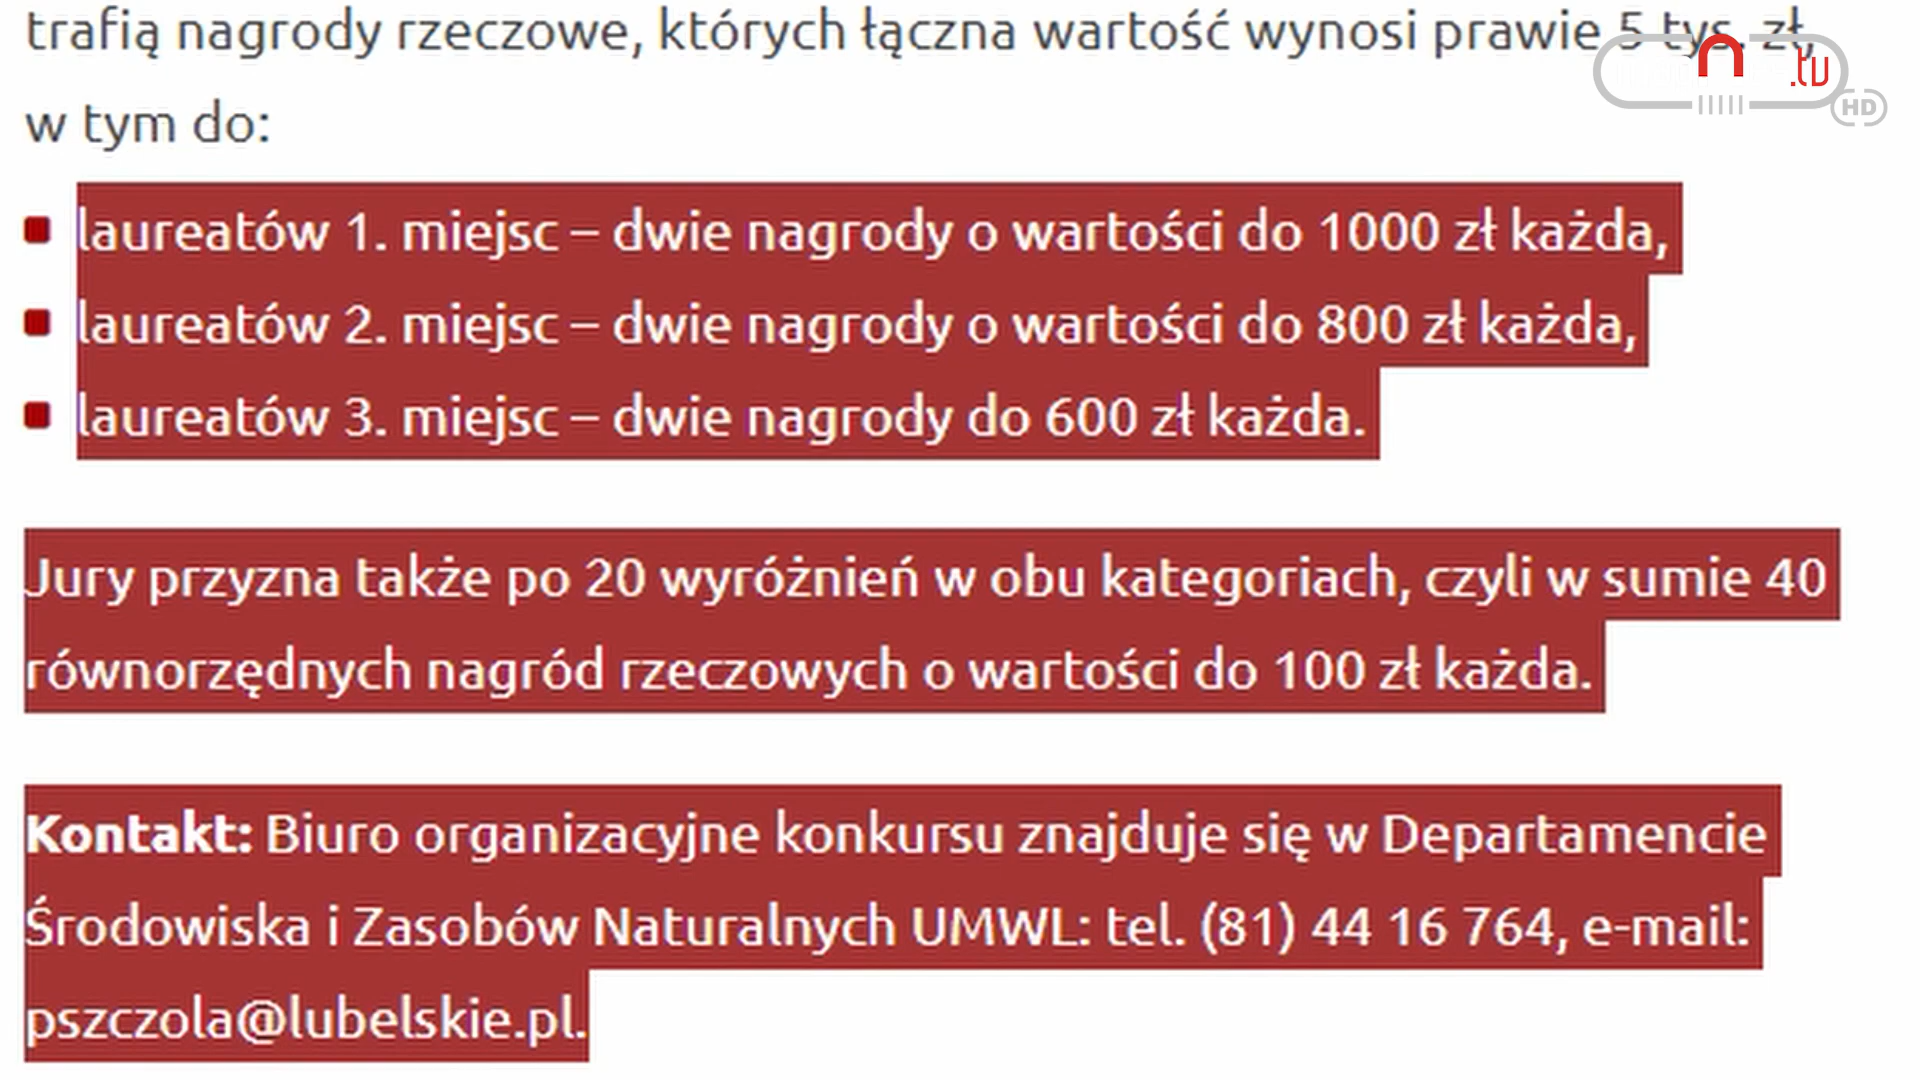 trafią nagrody rzeczowe, których łączna wartość wynosi prawie 5 tys. zł,
n .tv
HD
w tym do:
laureatów 1. miejsc – dwie nagrody o wartości do 1000 zł każda,
laureatów 2. miejsc – dwie nagrody o wartości do 800 zł każda,
laureatów 3. miejsc – dwie nagrody do 600 zł każda.
Jury przyzna także po 20 wyróżnień w obu kategoriach, czyli w sumie 40
równorzędnych nagród rzeczowych o wartości do 100 zł każda.
Kontakt: Biuro organizacyjne konkursu znajduje się w Departamencie
Środowiska i Zasobów Naturalnych UMWL: tel. (81) 44 16 764, e-mail:
pszczola@lubelskie.pl.